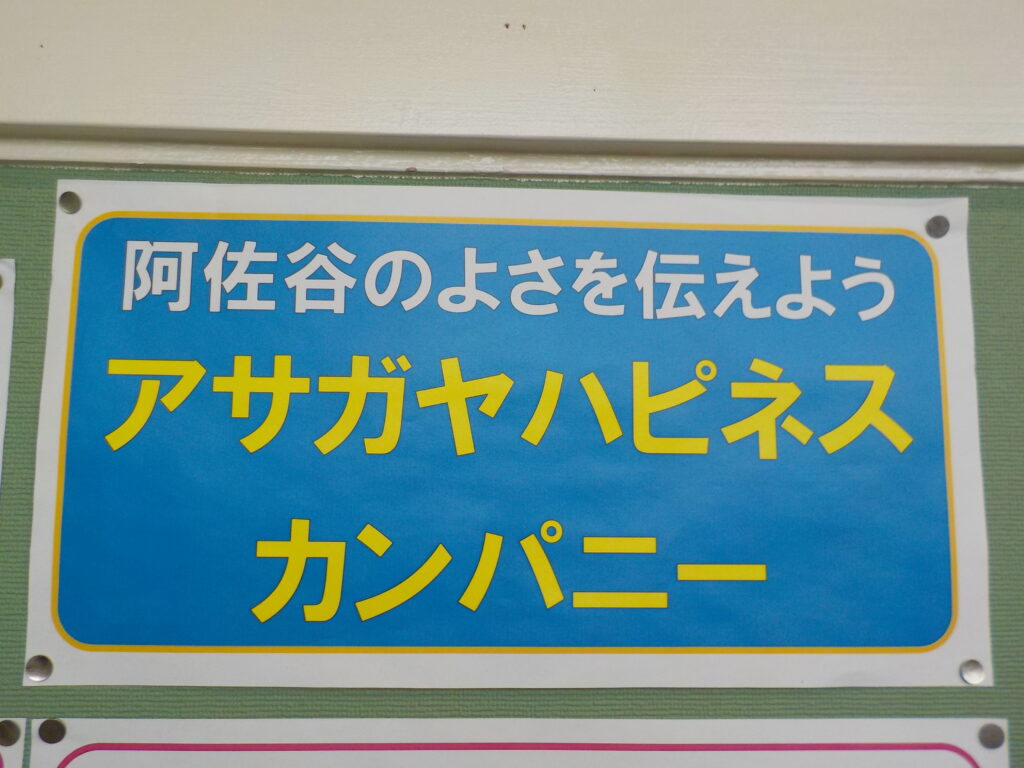 阿佐谷のよさを伝えよう
アサガヤハピネス
カンパニー